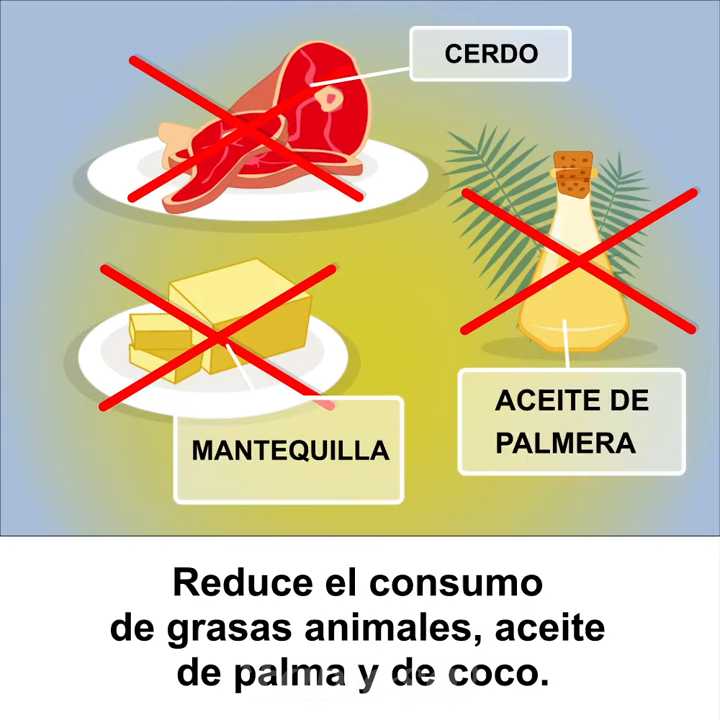 CERDO
ACEITE DE
PALMERA
MANTEQUILLA
Reduce el consumo
de grasas animales, aceite
de palma y de coco.